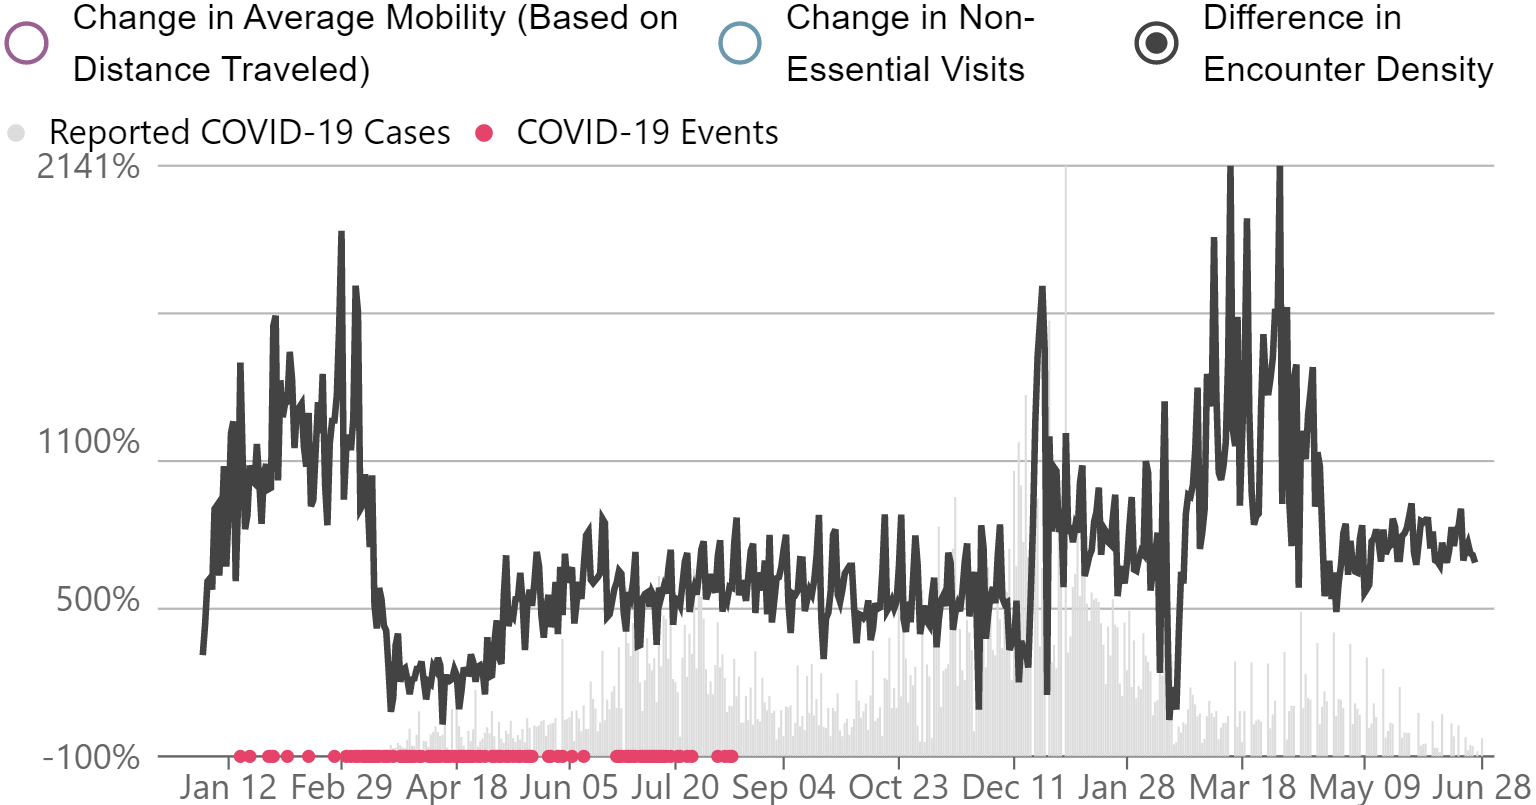 Change in Average Mobility (Based on
Distance Traveled)
Change in Non-
Essential Visits
Difference in
Encounter Density
Reported COVID-19 Cases
COVID-19 Events
2141%
1100%
500%
-100%
Jan 12 Feb 29 Apr 18 Jun 05 Jul 20 Sep 04 Oct 23 Dec 11 Jan 28 Mar 18 May 09 Jun 28